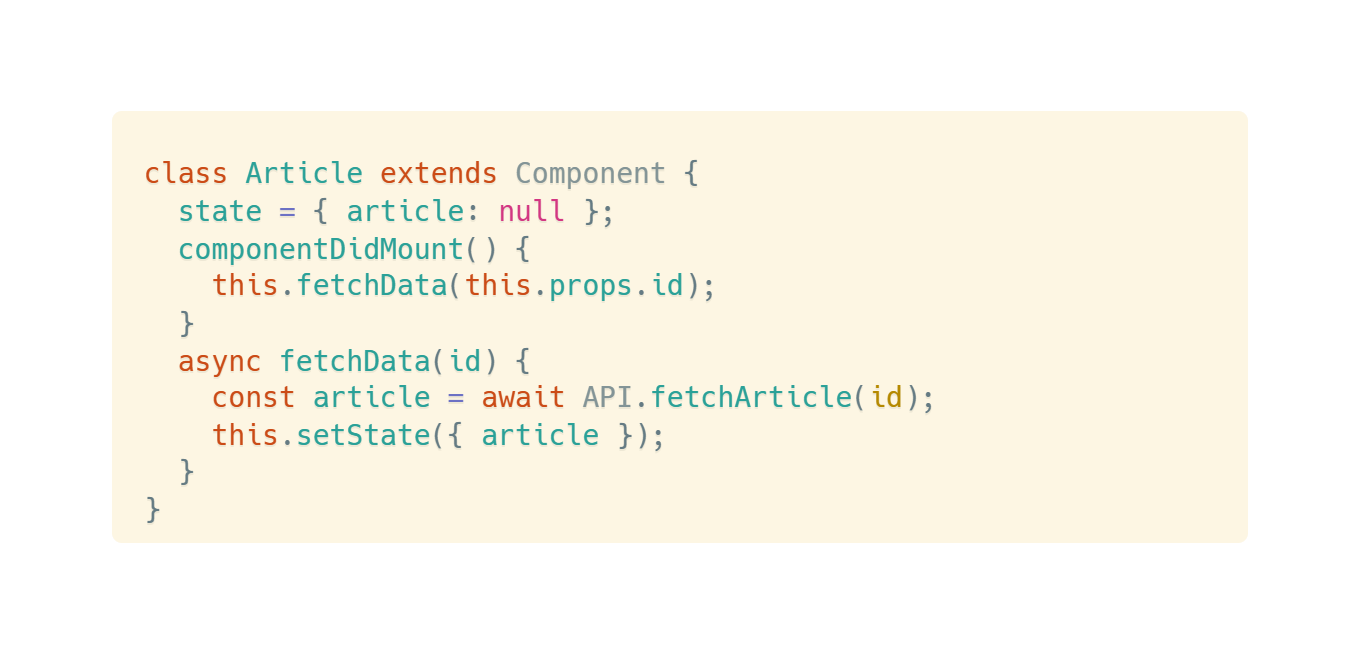 class Article extends Component {
  state = { article: null };
  componentDidMount() {
    this.fetchData(this.props.id);
  }
  async fetchData(id) {
    const article = await API.fetchArticle(id);
    this.setState({ article });
  }
}